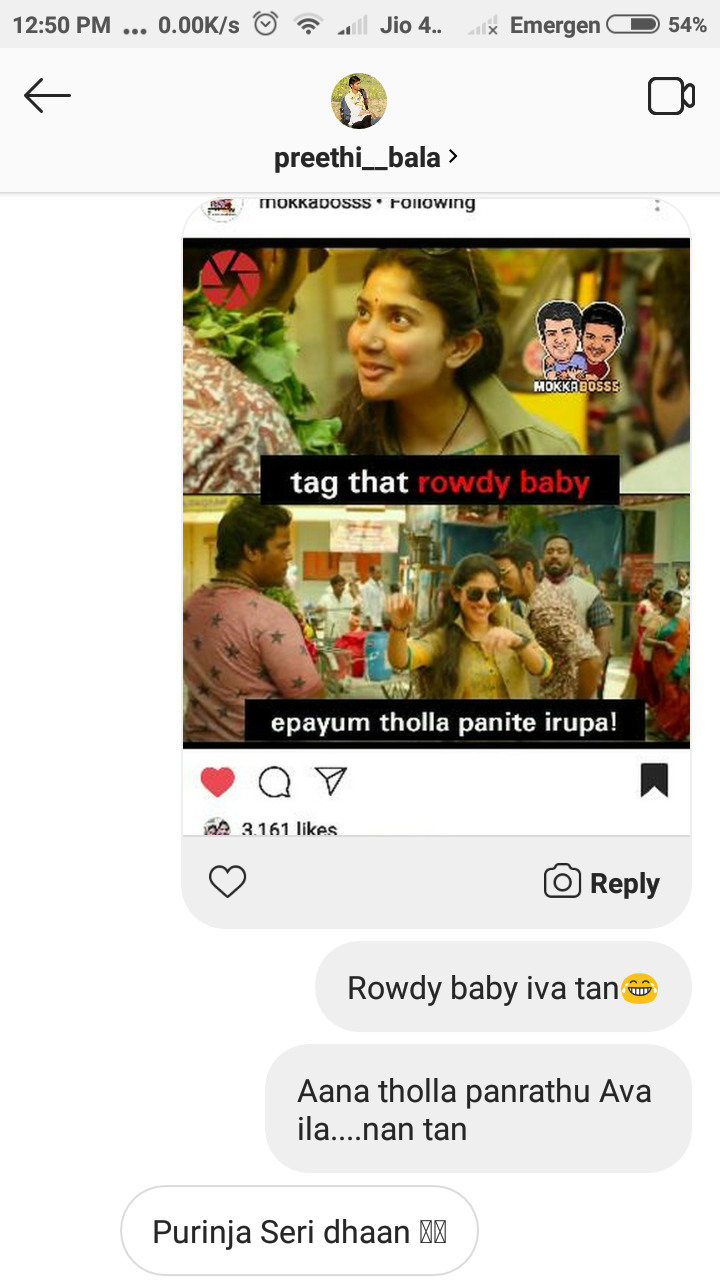 12:50 PM ... 0.00K/s Jio 4.. Emergen 54%
preethi__bala
mokkabosss • Following
MOKKABOSSS
tag that rowdy baby
epayum tholla panite irupa!
3,161 likes
Reply
Rowdy baby iva tan😂
Aana tholla panrathu Ava
ila....nan tan
Purinja Seri dhaan